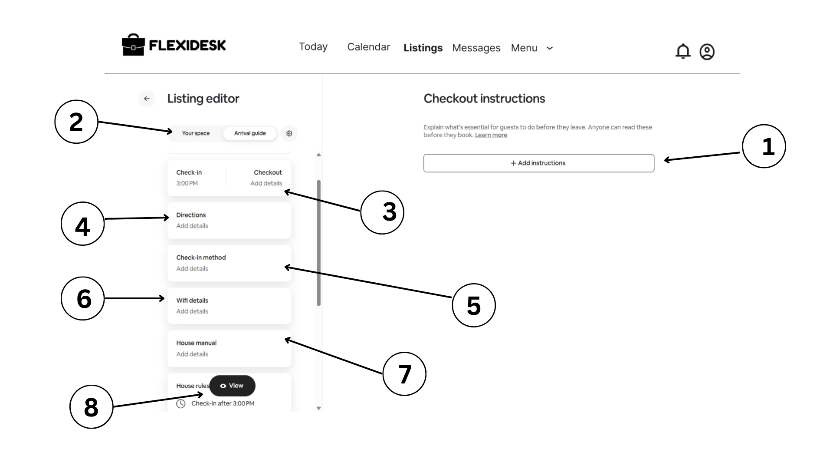 FLEXIDESK
Today Calendar Listings Messages Menu
Listing editor
Your space Arrival guide
Check-in Checkout
3:00 PM Add details
Directions
Add details
Check-in method
Add details
Wifi details
Add details
House manual
Add details
House rules
View
Check-in after 3:00 PM
Checkout instructions
Explain what's essential for guests to do before they leave. Anyone can read these
before they book. Learn more
+ Add instructions
1
2
3
4
5
6
7
8